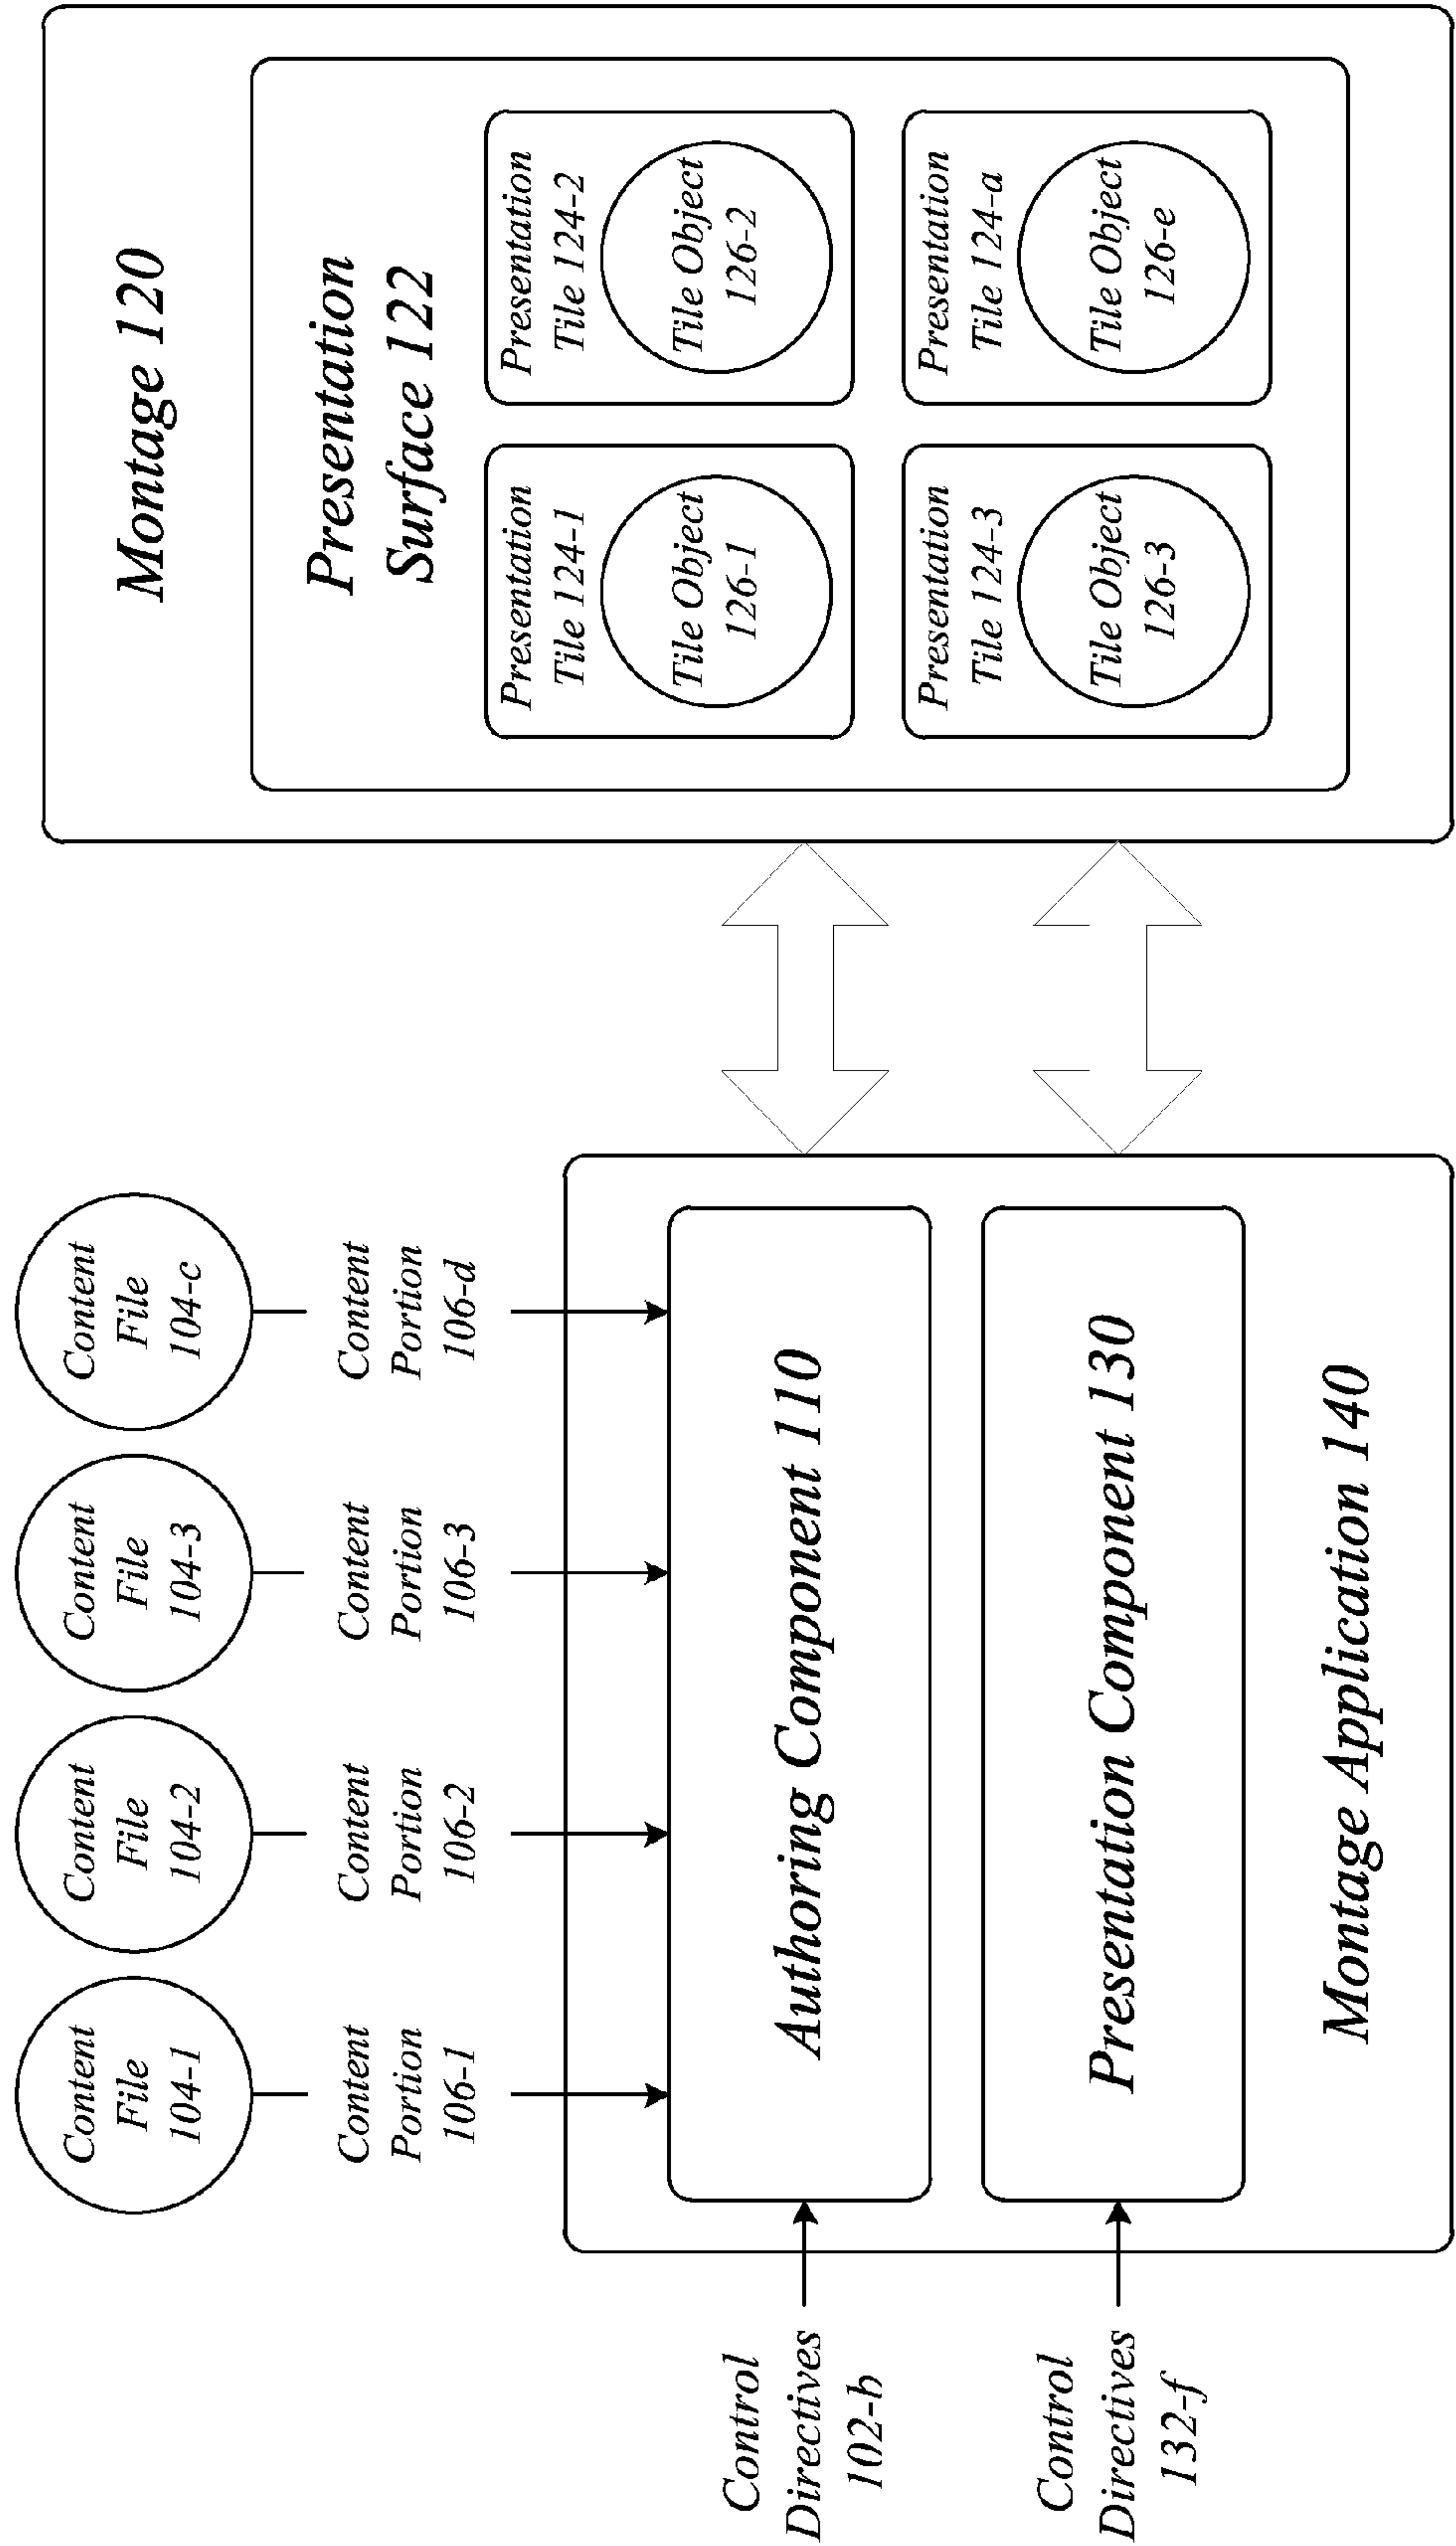 Content
File
104-1
Content
File
104-2
Content
File
104-3
Content
File
104-c
Content
Portion
106-1
Content
Portion
106-2
Content
Portion
106-3
Content
Portion
106-d
Control
Directives
102-b
Control
Directives
132-f
Authoring Component 110
Presentation Component 130
Montage Application 140
Montage 120
Presentation
Surface 122
Presentation
Tile 124-1
Tile Object
126-1
Presentation
Tile 124-2
Tile Object
126-2
Presentation
Tile 124-3
Tile Object
126-3
Presentation
Tile 124-a
Tile Object
126-e